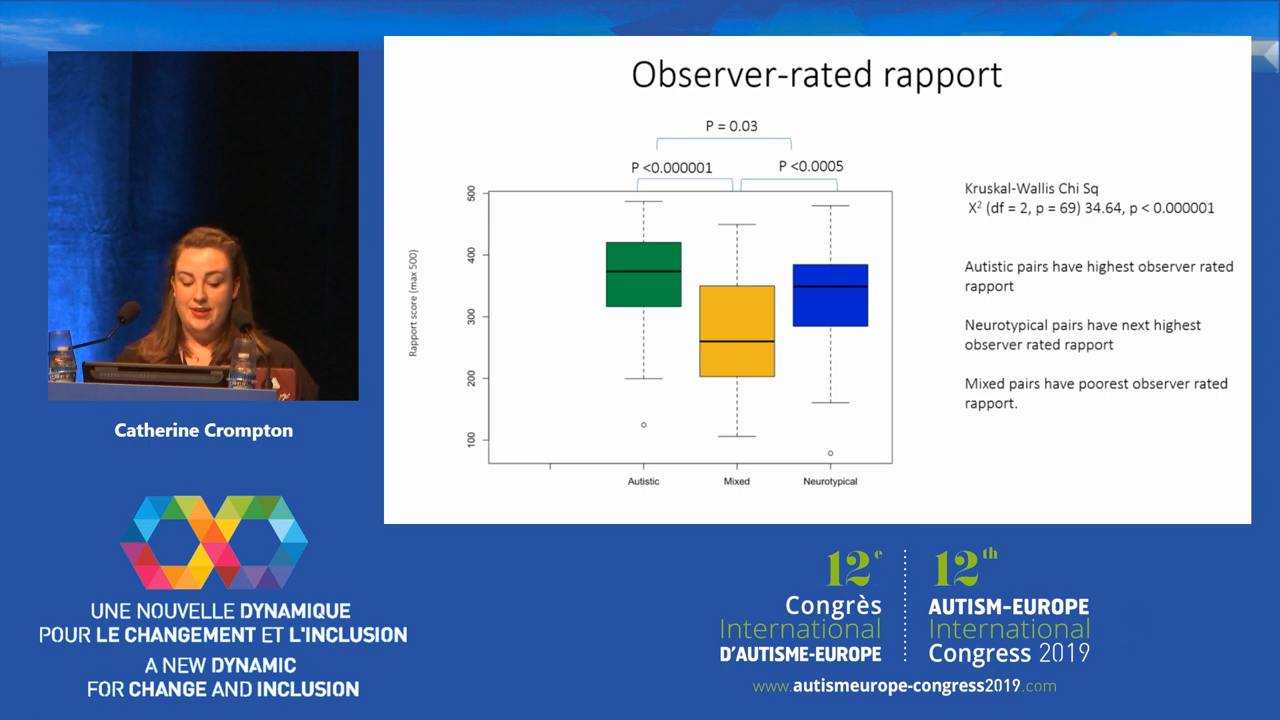 Observer-rated rapport
P = 0.03
P <0.000001
P <0.0005
500
400
300
200
100
Rapport score (max 500)
Autistic
Mixed
Neurotypical
Kruskal-Wallis Chi Sq
X² (df = 2, p = 69) 34.64, p < 0.000001
Autistic pairs have highest observer rated
rapport
Neurotypical pairs have next highest
observer rated rapport
Mixed pairs have poorest observer rated
rapport.
Catherine Crompton
UNE NOUVELLE DYNAMIQUE
POUR LE CHANGEMENT ET L'INCLUSION
A NEW DYNAMIC
FOR CHANGE AND INCLUSION
12e
Congrès
International
D'AUTISME-EUROPE
12th
AUTISM-EUROPE
International
Congress 2019
www.autismeurope-congress2019.com